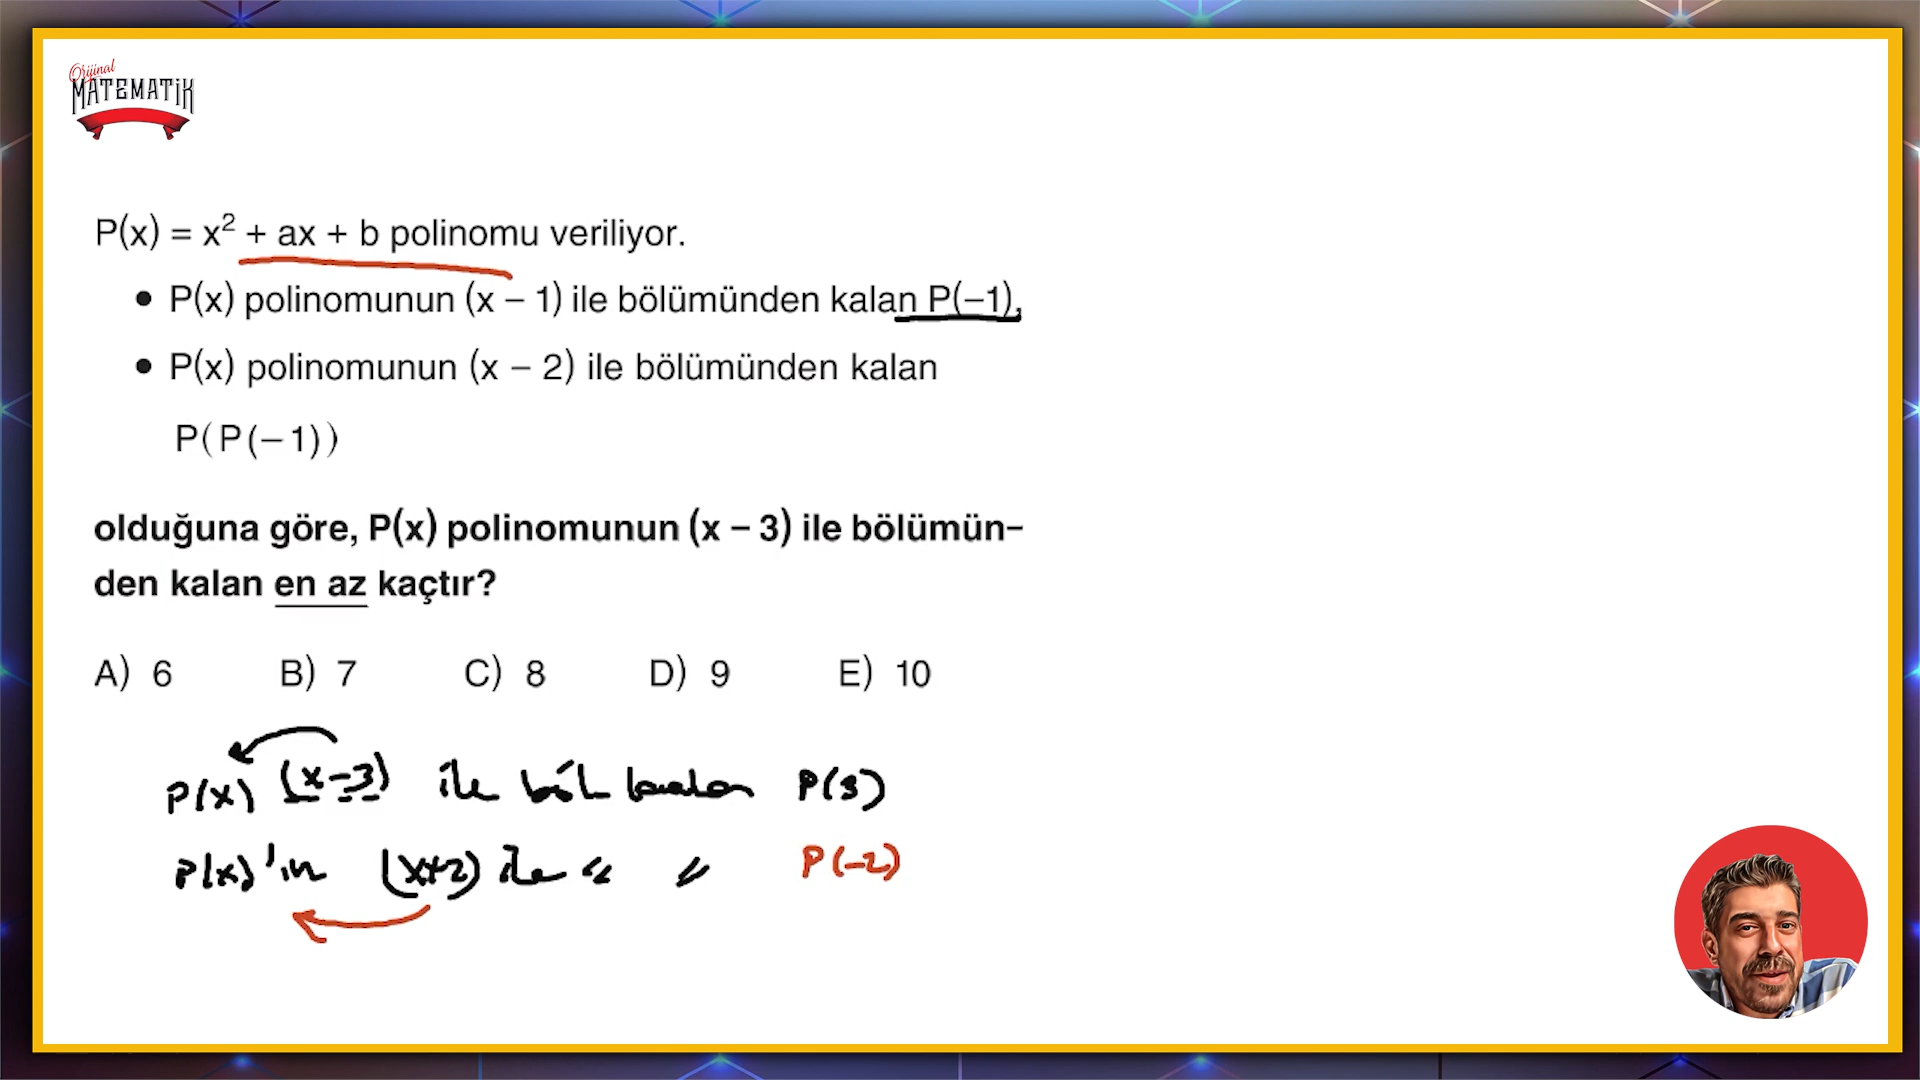 Orijinal
MATEMATİK
P(x) = x² + ax + b polinomu veriliyor.
• P(x) polinomunun (x – 1) ile bölümünden kalan P(–1),
• P(x) polinomunun (x – 2) ile bölümünden kalan
P(P(–1))
olduğuna göre, P(x) polinomunun (x – 3) ile bölümün–
den kalan en az kaçtır?
A) 6 B) 7 C) 8 D) 9 E) 10
P(x) (x-3) ile böl kalan P(3)
P(x)'in (x+2) ile " " P(-2)